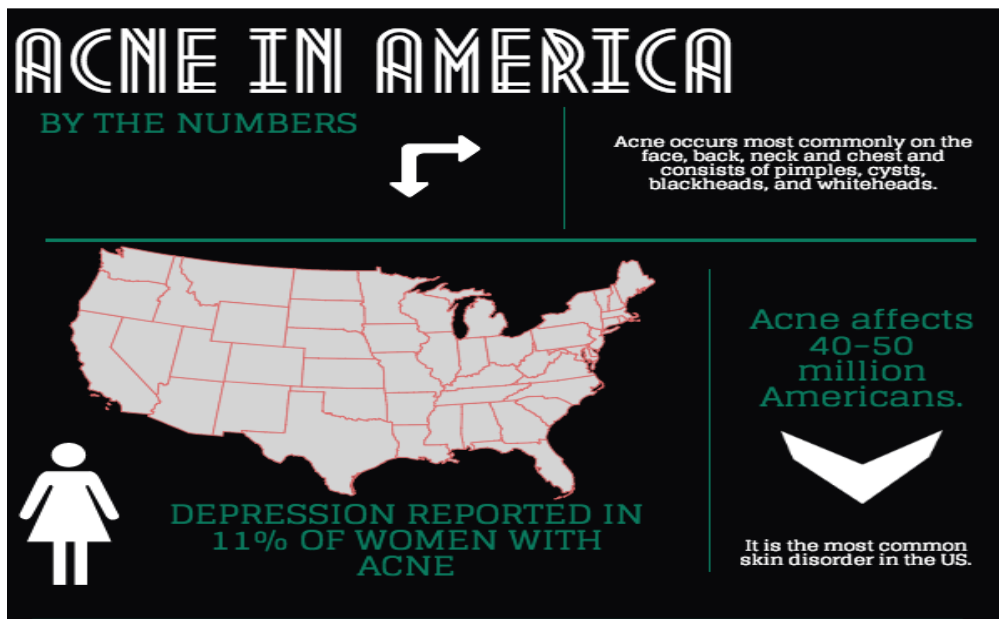 ACNE IN AMERICA
BY THE NUMBERS
Acne occurs most commonly on the
face, back, neck and chest and
consists of pimples, cysts,
blackheads, and whiteheads.
Acne affects
40-50
million
Americans.
DEPRESSION REPORTED IN
11% OF WOMEN WITH
ACNE
It is the most common
skin disorder in the US.